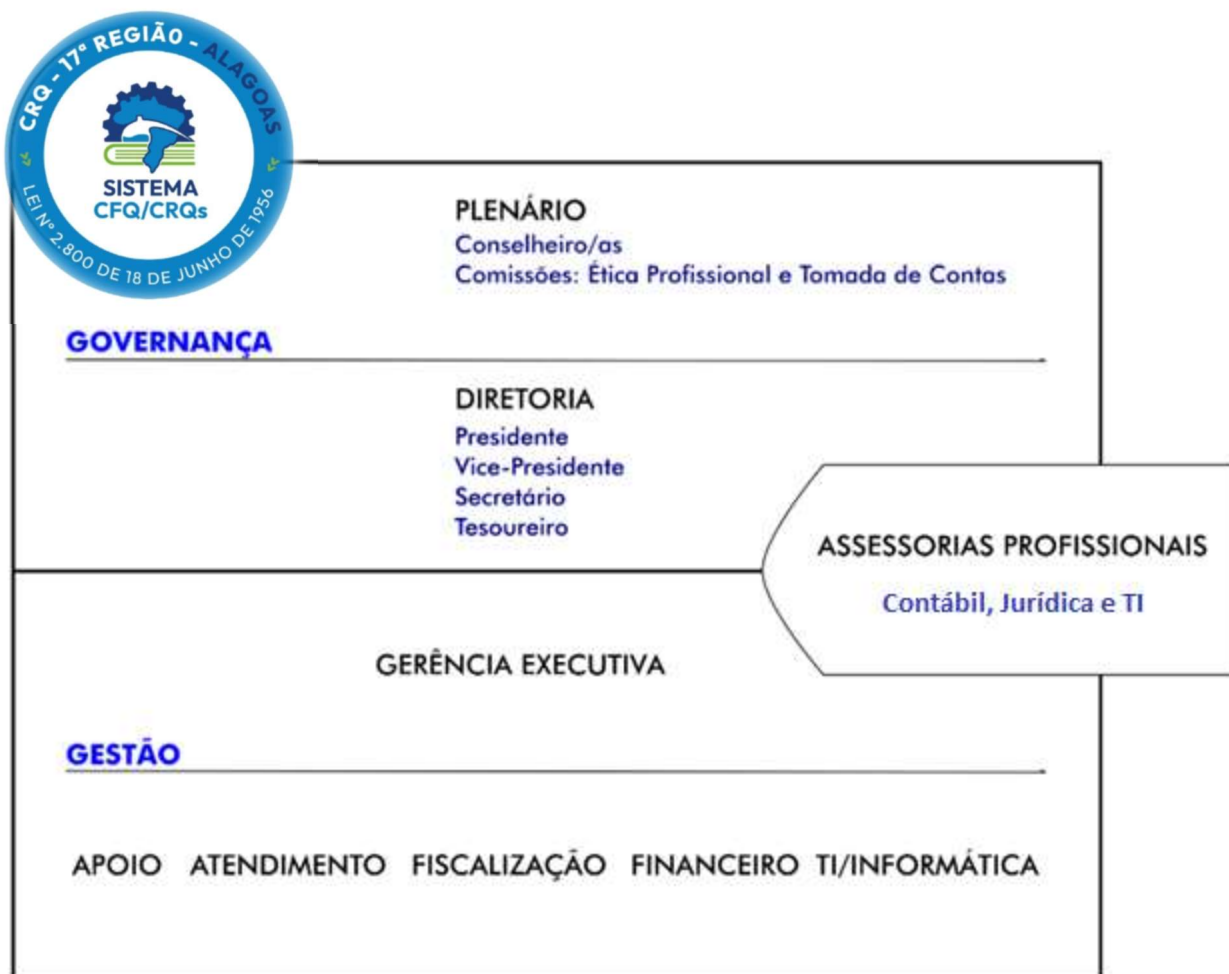 CRQ - 17ª REGIÃO - ALAGOAS
SISTEMA
CFQ/CRQs
LEI Nº 2.800 DE 18 DE JUNHO DE 1956
PLENÁRIO
Conselheiro/as
Comissões: Ética Profissional e Tomada de Contas
GOVERNANÇA
DIRETORIA
Presidente
Vice-Presidente
Secretário
Tesoureiro
ASSESSORIAS PROFISSIONAIS
Contábil, Jurídica e TI
GERÊNCIA EXECUTIVA
GESTÃO
APOIO ATENDIMENTO FISCALIZAÇÃO FINANCEIRO TI/INFORMÁTICA